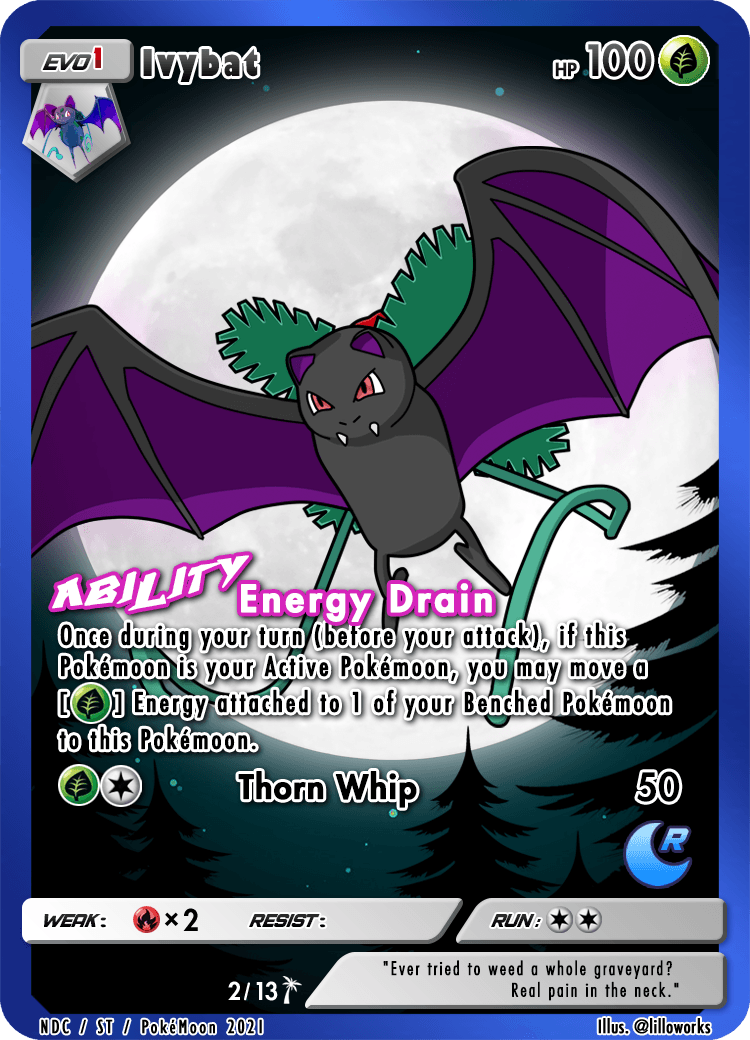 EVO1 Ivybat HP 100
ABILITY Energy Drain
Once during your turn (before your attack), if this
Pokémoon is your Active Pokémoon, you may move a
[ ] Energy attached to 1 of your Benched Pokémoon
to this Pokémoon.
Thorn Whip 50
R
WEAK: ×2 RESIST: RUN:
"Ever tried to weed a whole graveyard?
Real pain in the neck."
2/13
NDC / ST / PokéMoon 2021 Illus. @lilloworks